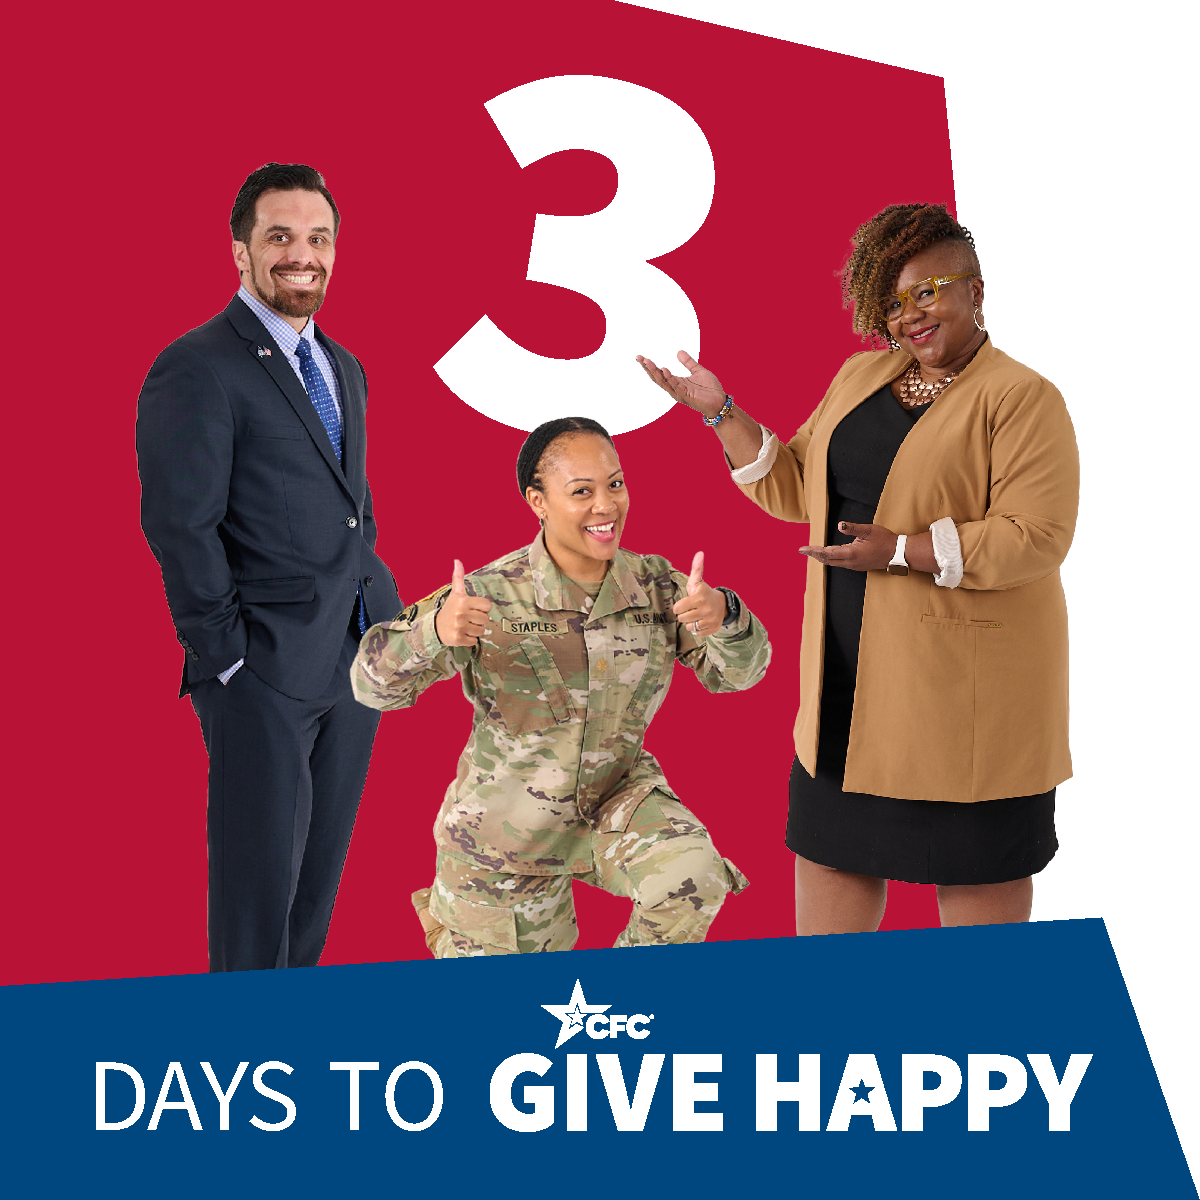 3
STAPLES
U.S. ARMY
CFC
DAYS TO GIVE HAPPY